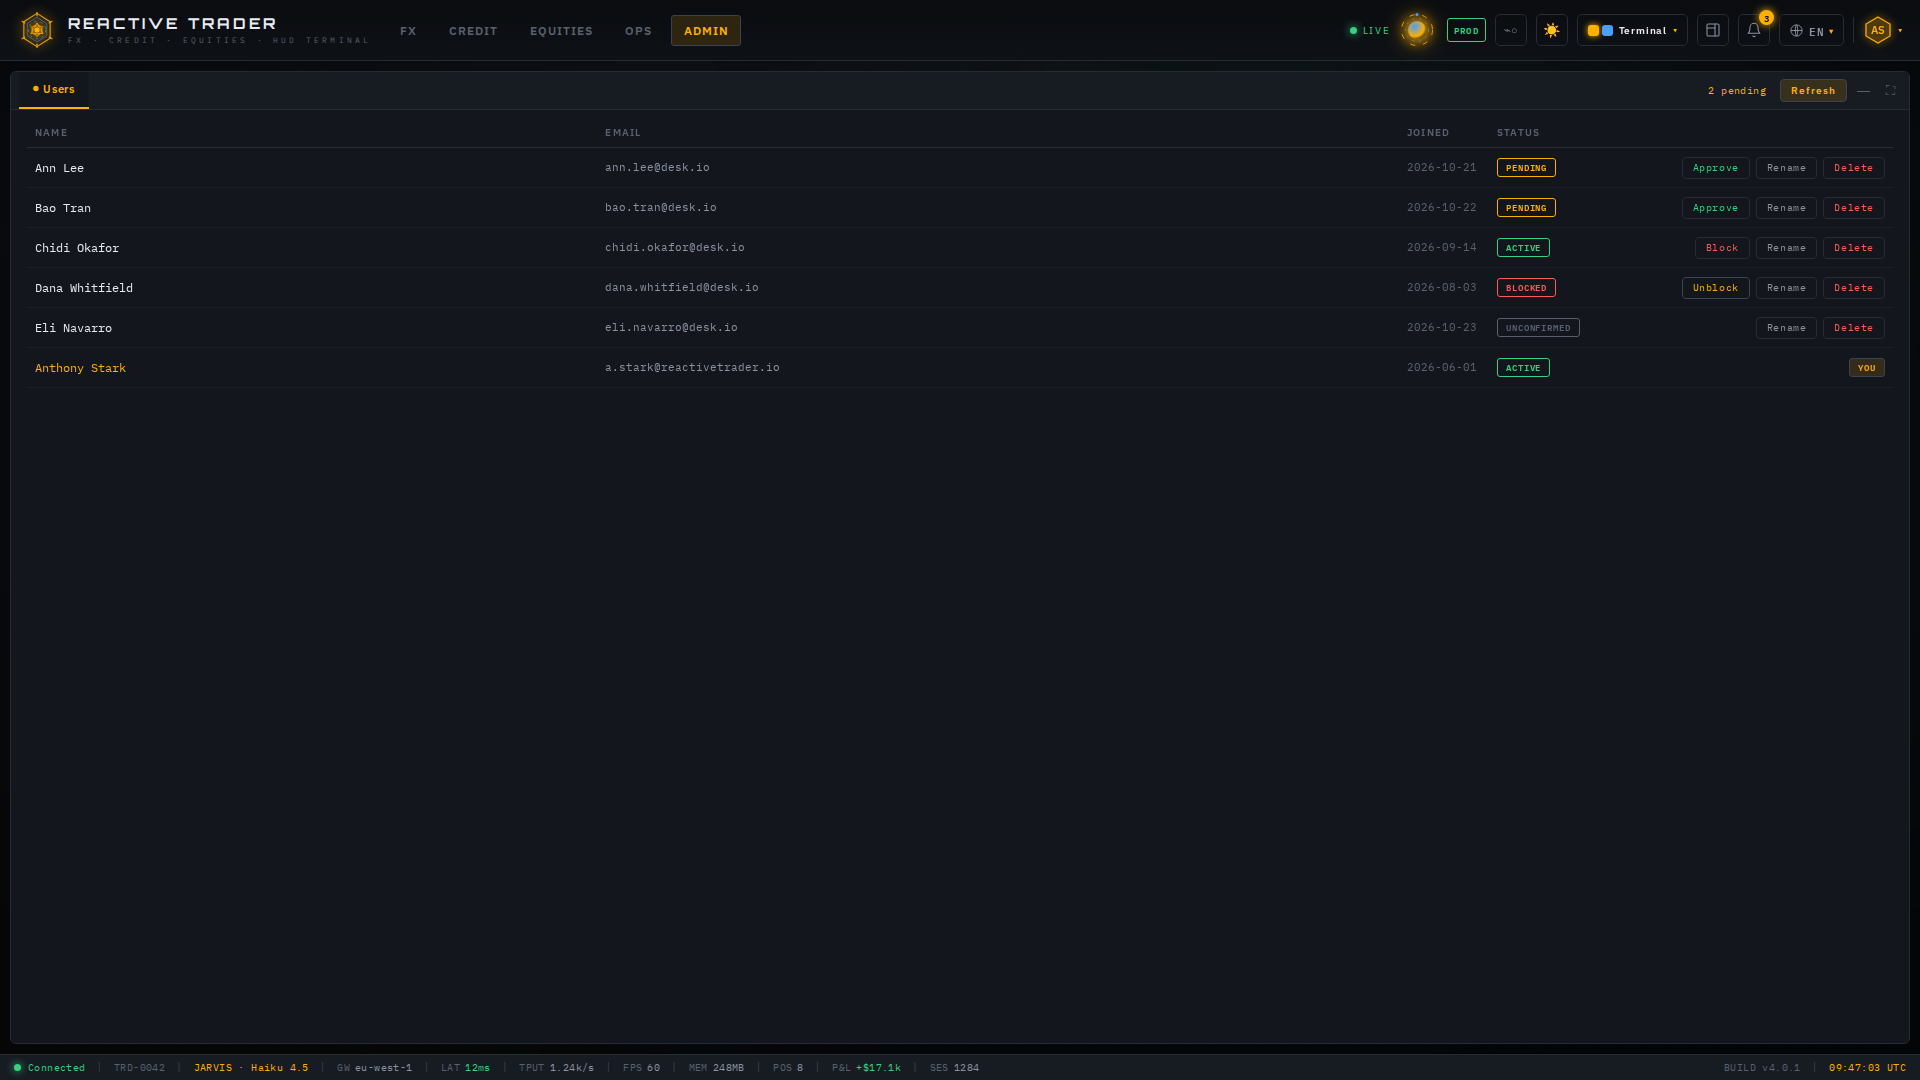 REACTIVE TRADER
FX · CREDIT · EQUITIES · HUD TERMINAL
FX CREDIT EQUITIES OPS ADMIN
LIVE PROD Terminal 3 EN AS
Users
2 pending Refresh
NAME EMAIL JOINED STATUS
Ann Lee ann.lee@desk.io 2026-10-21 PENDING Approve Rename Delete
Bao Tran bao.tran@desk.io 2026-10-22 PENDING Approve Rename Delete
Chidi Okafor chidi.okafor@desk.io 2026-09-14 ACTIVE Block Rename Delete
Dana Whitfield dana.whitfield@desk.io 2026-08-03 BLOCKED Unblock Rename Delete
Eli Navarro eli.navarro@desk.io 2026-10-23 UNCONFIRMED Rename Delete
Anthony Stark a.stark@reactivetrader.io 2026-06-01 ACTIVE YOU
Connected TRD-0042 JARVIS · Haiku 4.5 GW eu-west-1 LAT 12ms TPUT 1.24k/s FPS 60 MEM 248MB POS 8 P&L +$17.1k SES 1284 BUILD v4.0.1 09:47:03 UTC